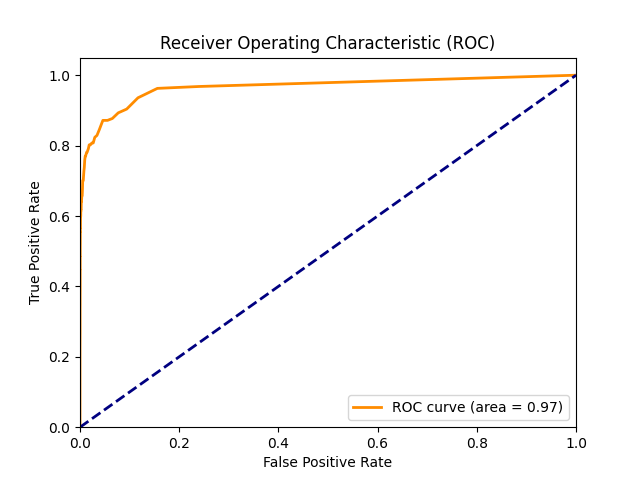 Receiver Operating Characteristic (ROC)
True Positive Rate
1.0
0.8
0.6
0.4
0.2
0.0
ROC curve (area = 0.97)
0.0 0.2 0.4 0.6 0.8 1.0
False Positive Rate